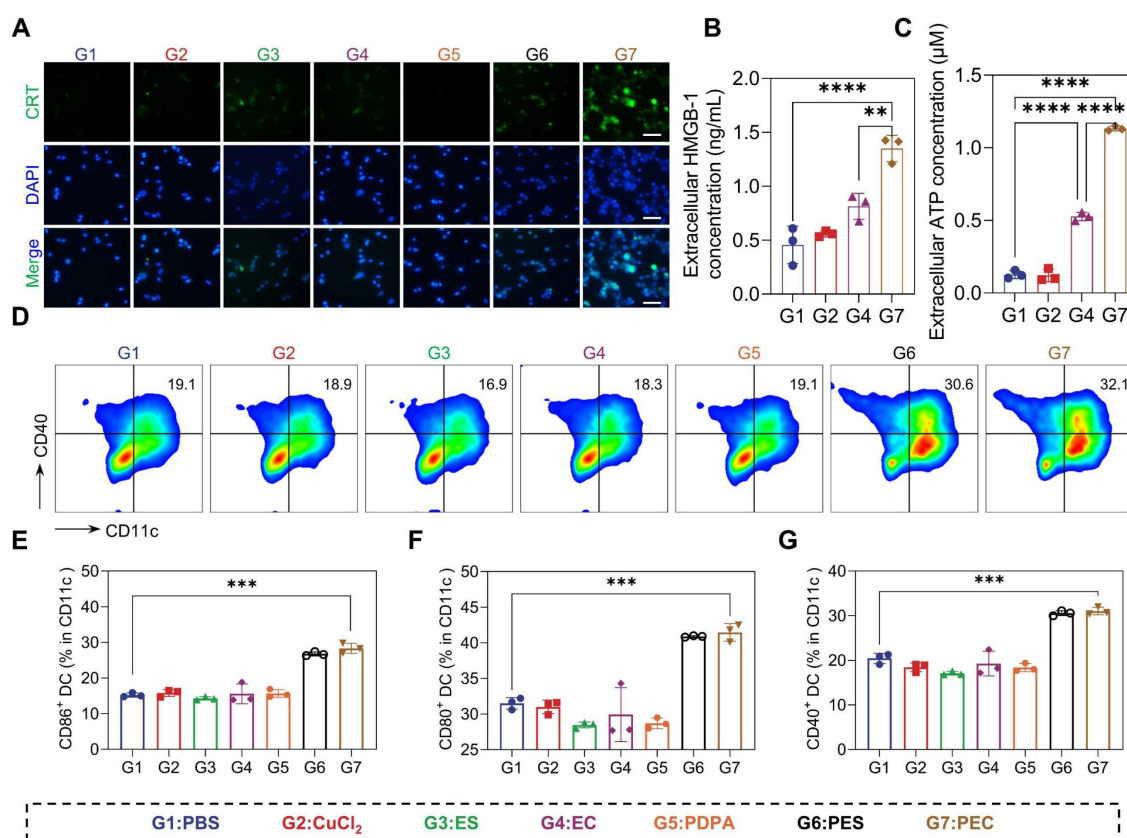 A
G1 G2 G3 G4 G5 G6 G7
CRT
DAPI
Merge
B
Extracellular HMGB-1
concentration (ng/mL)
2.0
1.5
1.0
0.5
0.0
****
**
G1 G2 G4 G7
C
Extracellular ATP concentration (µM)
1.5
1.0
0.5
0.0
****
**** ****
G1 G2 G4 G7
D
G1 G2 G3 G4 G5 G6 G7
19.1 18.9 16.9 18.3 19.1 30.6 32.1
CD40
CD11c
E
CD86+ DC (% in CD11c )
50
40
30
20
10
0
***
G1 G2 G3 G4 G5 G6 G7
F
CD80+ DC (% in CD11c )
50
45
40
35
30
25
***
G1 G2 G3 G4 G5 G6 G7
G
CD40+ DC (% in CD11c )
40
30
20
10
0
***
G1 G2 G3 G4 G5 G6 G7
G1:PBS G2:CuCl2 G3:ES G4:EC G5:PDPA G6:PES G7:PEC